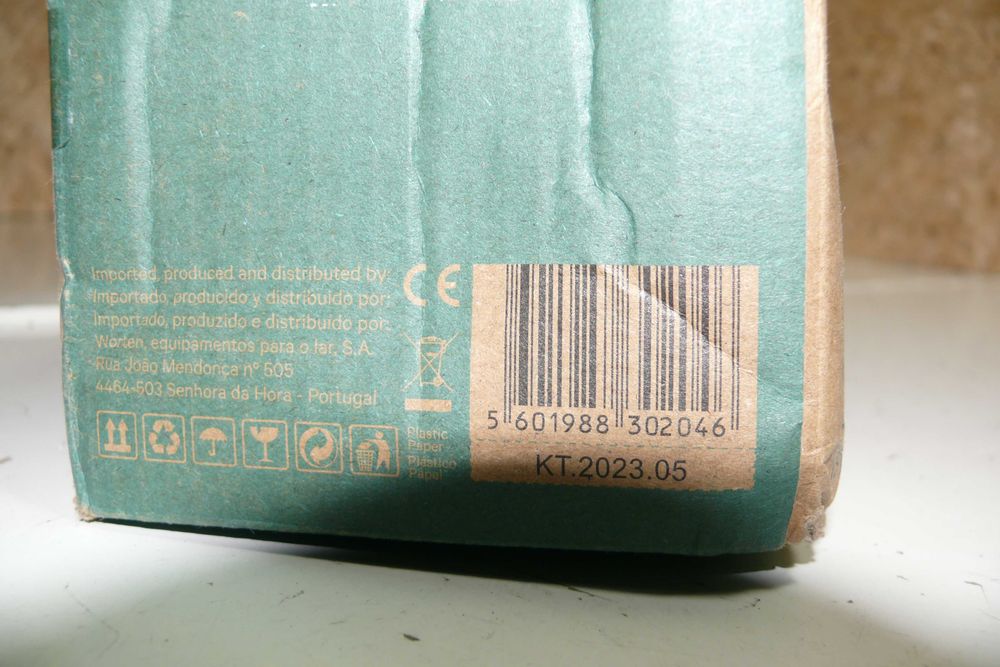 Imported, produced and distributed by:
Importado, producido y distribuido por:
Importado, produzido e distribuído por:
Worten, equipamentos para o lar, S.A.
Rua João Mendonça nº 505
4464-503 Senhora da Hora - Portugal
CE
Plastic
Paper
Plástico
Papel
5 601988 302046
KT.2023.05